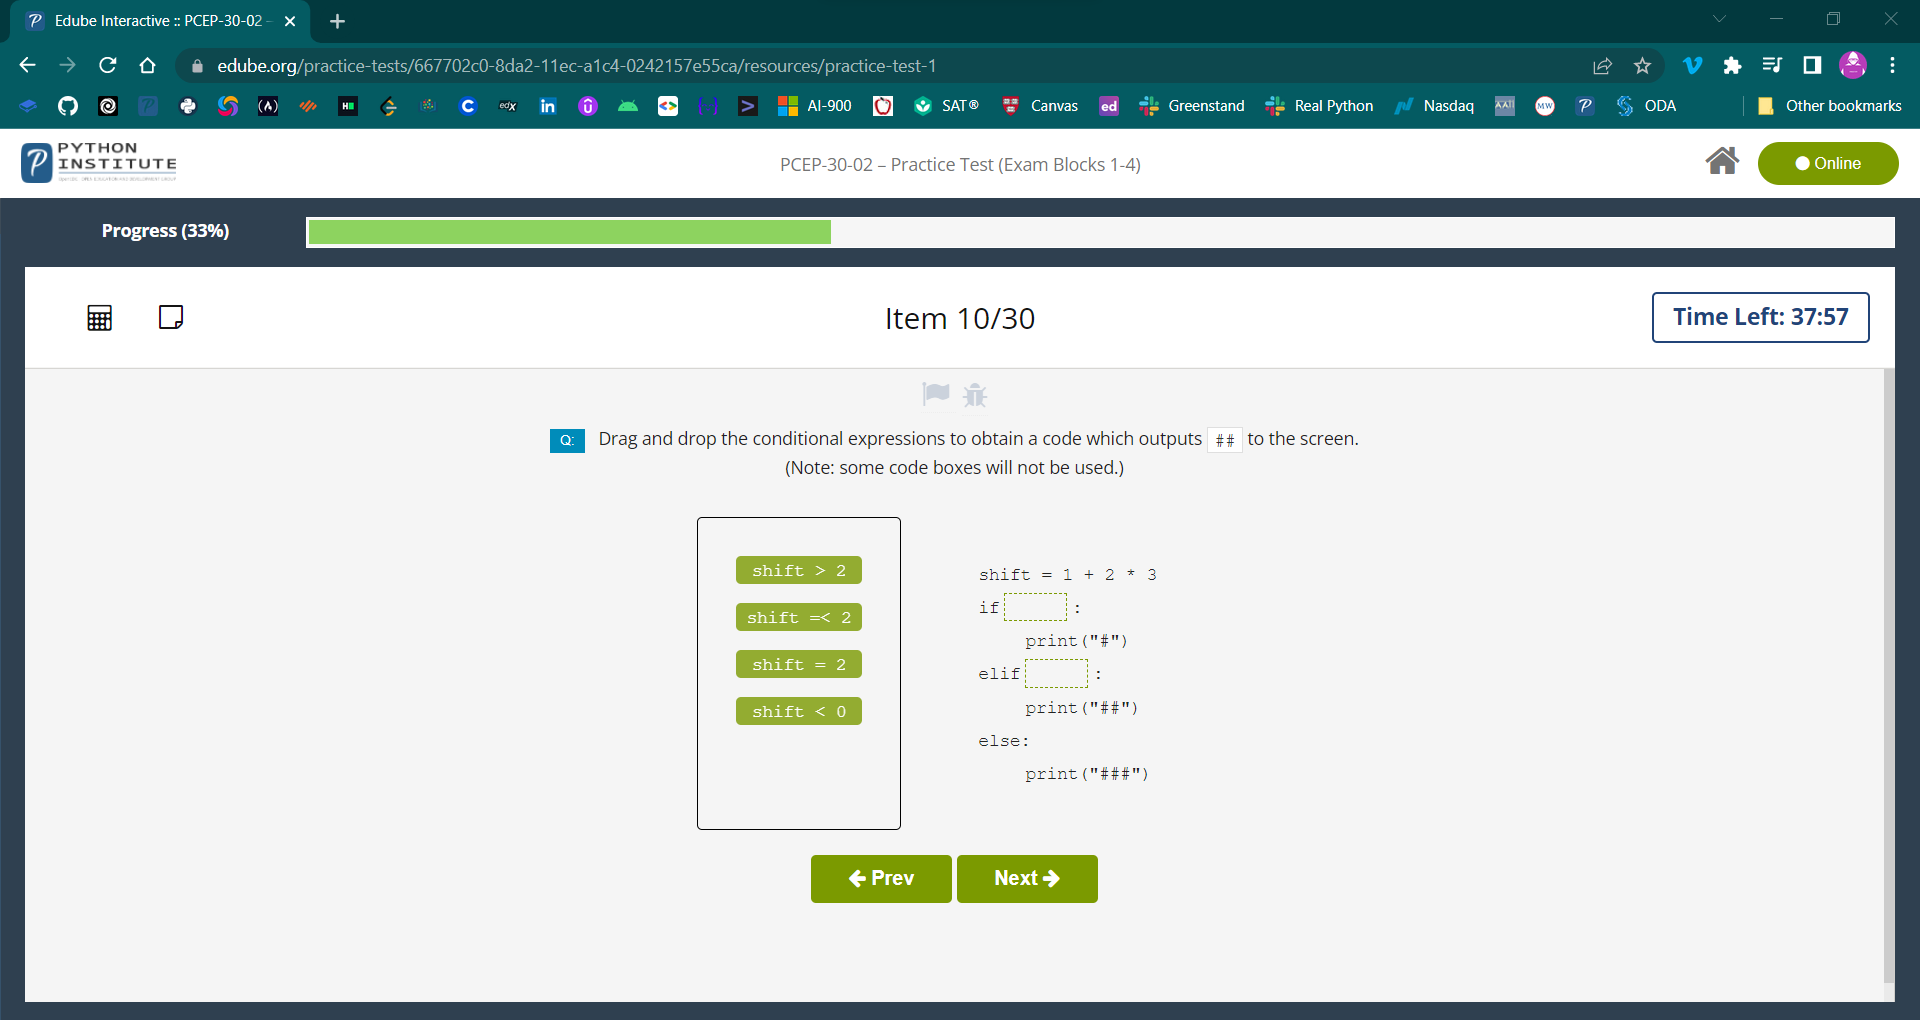 Edube Interactive :: PCEP-30-02 -
edube.org/practice-tests/667702c0-8da2-11ec-a1c4-0242157e55ca/resources/practice-test-1
AI-900 SAT® Canvas ed Greenstand Real Python Nasdaq MW ODA Other bookmarks
PYTHON
INSTITUTE
PCEP-30-02 – Practice Test (Exam Blocks 1-4)
Online
Progress (33%)
Item 10/30
Time Left: 37:57
Q: Drag and drop the conditional expressions to obtain a code which outputs ## to the screen.
(Note: some code boxes will not be used.)
shift > 2
shift =< 2
shift = 2
shift < 0
shift = 1 + 2 * 3
if :
print("#")
elif :
print("##")
else:
print("###")
Prev
Next